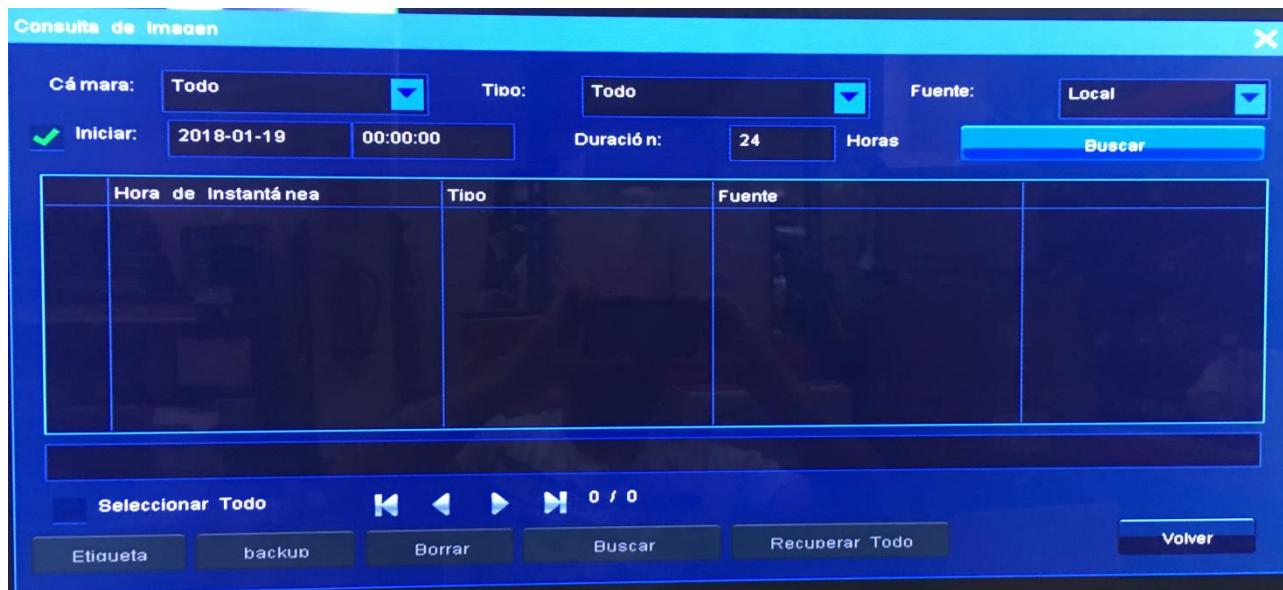 Consulta de Imagen
Cámara: Todo Tipo: Todo Fuente: Local
Iniciar: 2018-01-19 00:00:00 Duración: 24 Horas Buscar
Hora de Instantánea Tipo Fuente
Seleccionar Todo 0 / 0
Etiqueta backup Borrar Buscar Recuperar Todo Volver